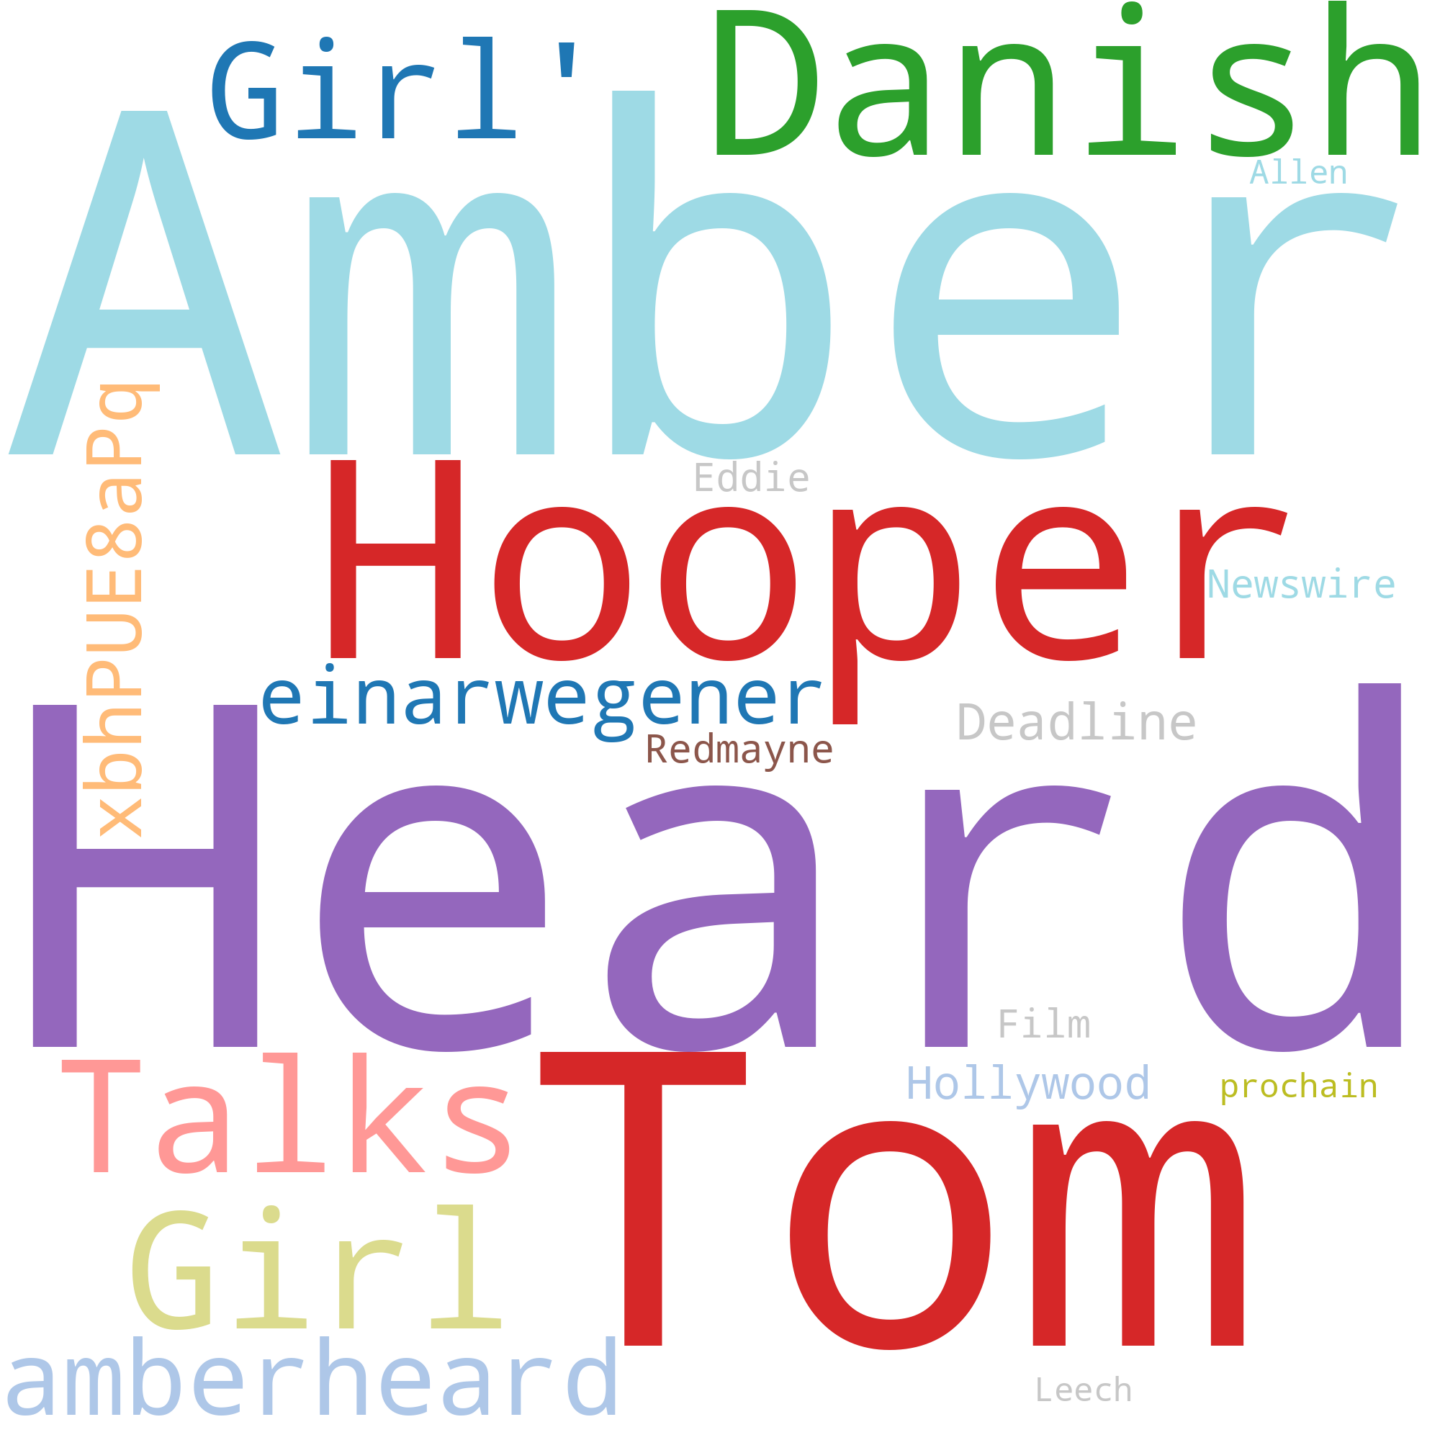 Girl'
Danish
Allen
Amber
xbhPUE8aPq
Eddie
Hooper
Newswire
einarwegener
Deadline
Redmayne
Heard
Film
Talks
Tom
Hollywood
prochain
Girl
amberheard
Leech